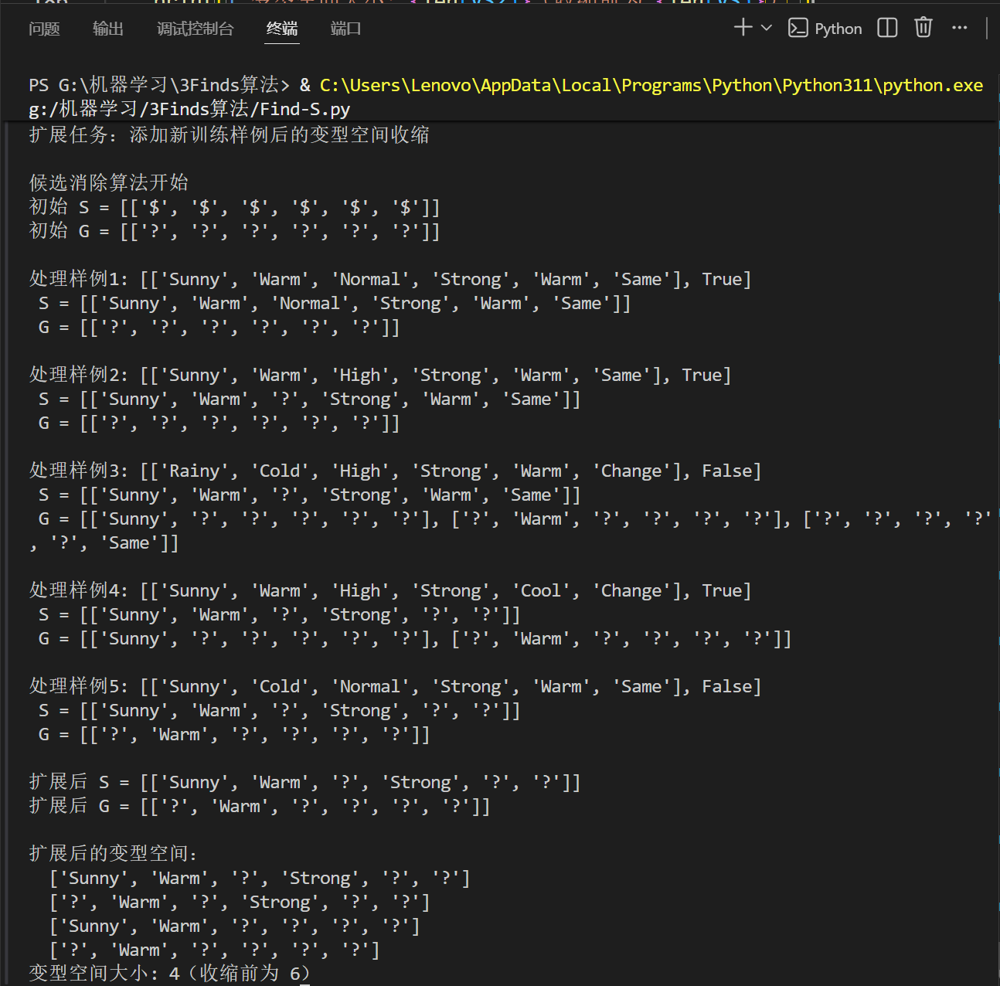 问题 输出 调试控制台 终端 端口 Python
PS G:\机器学习\3Finds算法> & C:\Users\Lenovo\AppData\Local\Programs\Python\Python311\python.exe
g:/机器学习/3Finds算法/Find-S.py
扩展任务: 添加新训练样例后的变型空间收缩
候选消除算法开始
初始 S = [['$', '$', '$', '$', '$', '$']]
初始 G = [['?', '?', '?', '?', '?', '?']]
处理样例1: [['Sunny', 'Warm', 'Normal', 'Strong', 'Warm', 'Same'], True]
S = [['Sunny', 'Warm', 'Normal', 'Strong', 'Warm', 'Same']]
G = [['?', '?', '?', '?', '?', '?']]
处理样例2: [['Sunny', 'Warm', 'High', 'Strong', 'Warm', 'Same'], True]
S = [['Sunny', 'Warm', '?', 'Strong', 'Warm', 'Same']]
G = [['?', '?', '?', '?', '?', '?']]
处理样例3: [['Rainy', 'Cold', 'High', 'Strong', 'Warm', 'Change'], False]
S = [['Sunny', 'Warm', '?', 'Strong', 'Warm', 'Same']]
G = [['Sunny', '?', '?', '?', '?', '?'], ['?', 'Warm', '?', '?', '?', '?'], ['?', '?', '?', '?'
, '?', 'Same']]
处理样例4: [['Sunny', 'Warm', 'High', 'Strong', 'Cool', 'Change'], True]
S = [['Sunny', 'Warm', '?', 'Strong', '?', '?']]
G = [['Sunny', '?', '?', '?', '?', '?'], ['?', 'Warm', '?', '?', '?', '?']]
处理样例5: [['Sunny', 'Cold', 'Normal', 'Strong', 'Warm', 'Same'], False]
S = [['Sunny', 'Warm', '?', 'Strong', '?', '?']]
G = [['?', 'Warm', '?', '?', '?', '?']]
扩展后 S = [['Sunny', 'Warm', '?', 'Strong', '?', '?']]
扩展后 G = [['?', 'Warm', '?', '?', '?', '?']]
扩展后的变型空间:
['Sunny', 'Warm', '?', 'Strong', '?', '?']
['?', 'Warm', '?', 'Strong', '?', '?']
['Sunny', 'Warm', '?', '?', '?', '?']
['?', 'Warm', '?', '?', '?', '?']
变型空间大小: 4（收缩前为 6）